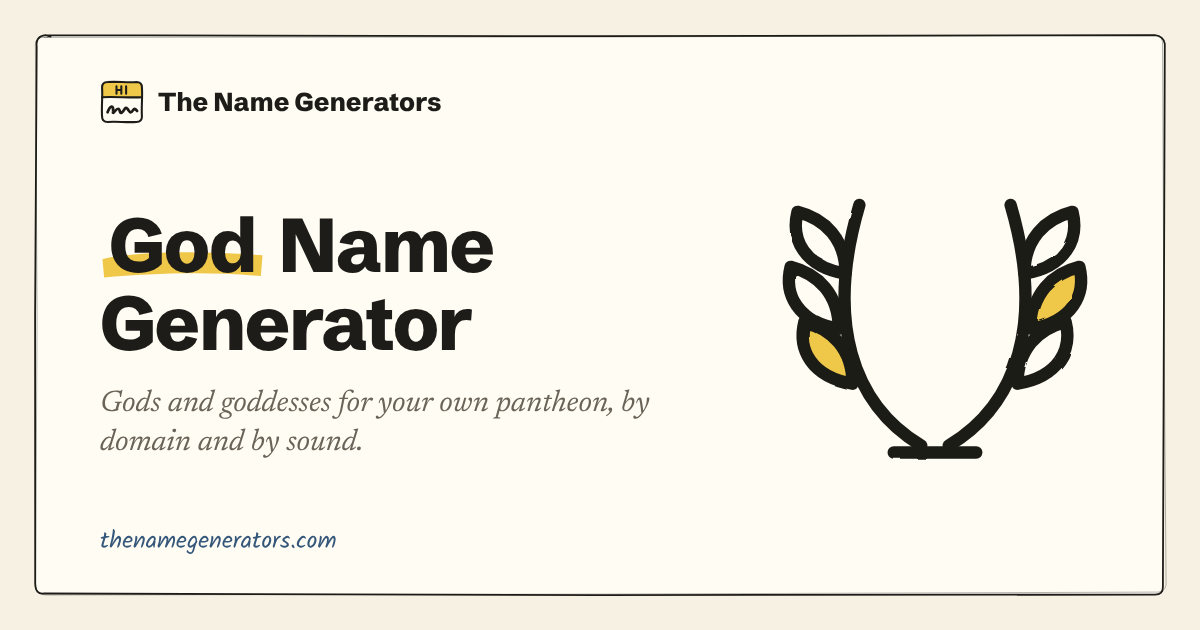 HI
The Name Generators
God Name
Generator
Gods and goddesses for your own pantheon, by
domain and by sound.
thenamegenerators.com